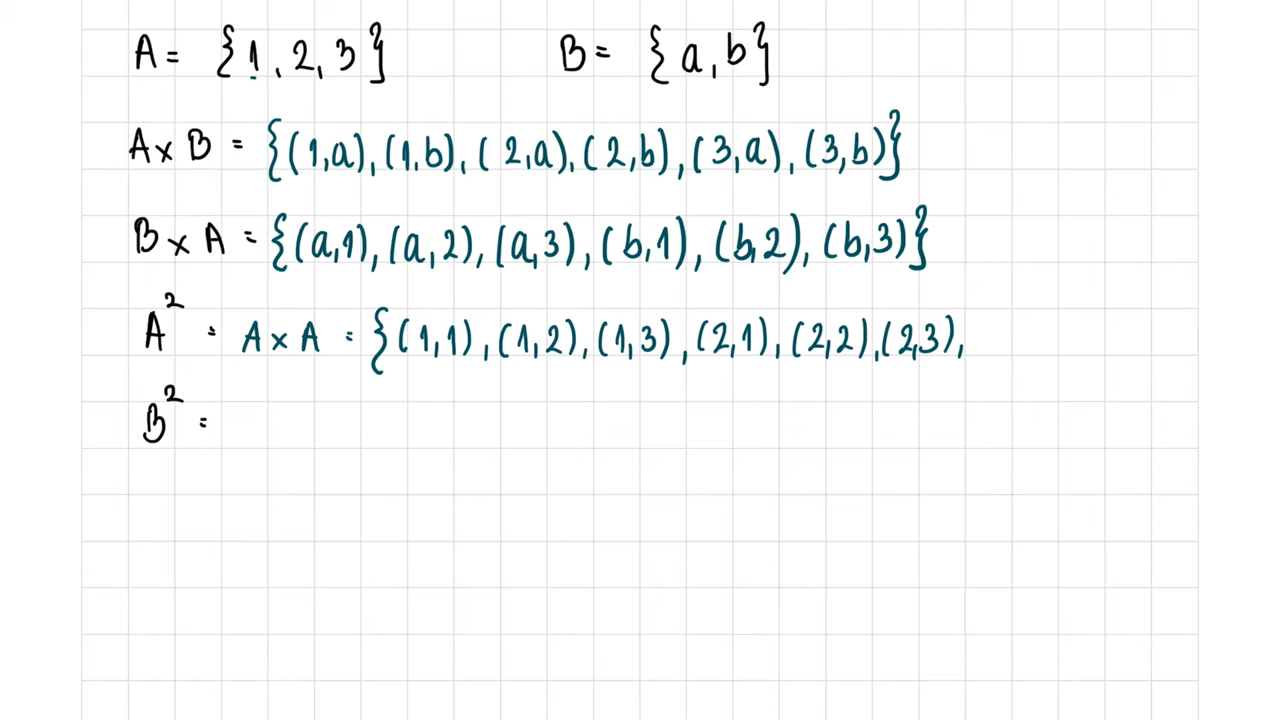 A = {1, 2, 3} B = {a, b}
A × B = {(1,a), (1,b), (2,a), (2,b), (3,a), (3,b)}
B × A = {(a,1), (a,2), (a,3), (b,1), (b,2), (b,3)}
A² = A × A = {(1,1), (1,2), (1,3), (2,1), (2,2), (2,3),
B² =